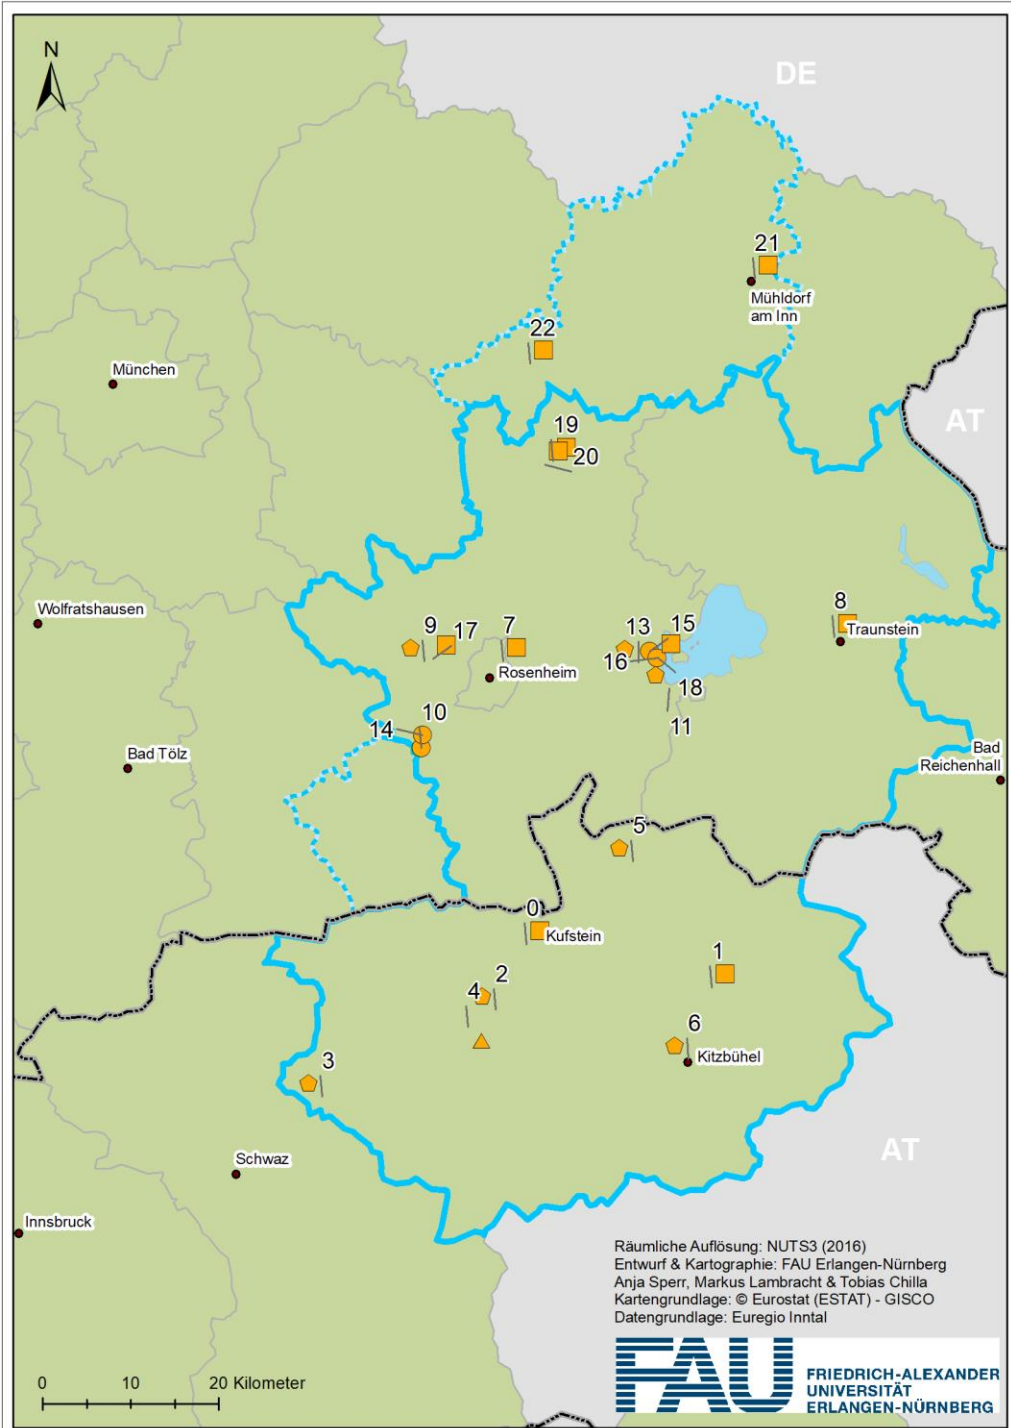 N
DE
21
Mühldorf
am Inn
22
München
AT
19
20
Wolfratshausen
8
Traunstein
9
17
7
13
15
16
Rosenheim
18
11
10
14
Bad Tölz
Bad
Reichenhall
5
0
Kufstein
1
2
4
6
Kitzbühel
3
AT
Schwaz
Innsbruck
Räumliche Auflösung: NUTS3 (2016)
Entwurf & Kartographie: FAU Erlangen-Nürnberg
Anja Sperr, Markus Lambracht & Tobias Chilla
Kartengrundlage: © Eurostat (ESTAT) - GISCO
Datengrundlage: Euregio Inntal
FAU
FRIEDRICH-ALEXANDER
UNIVERSITÄT
ERLANGEN-NÜRNBERG
0 10 20 Kilometer